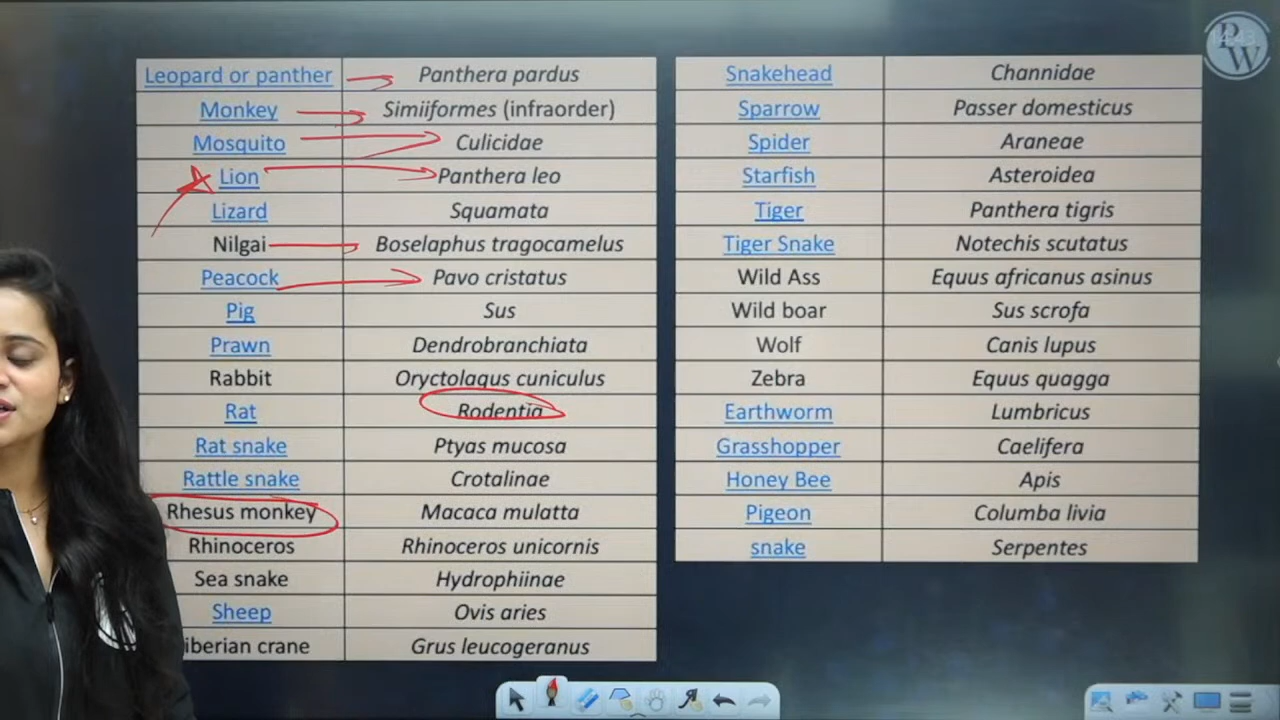 PW
Leopard or panther Panthera pardus
Monkey Simiiformes (infraorder)
Mosquito Culicidae
Lion Panthera leo
Lizard Squamata
Nilgai Boselaphus tragocamelus
Peacock Pavo cristatus
Pig Sus
Prawn Dendrobranchiata
Rabbit Oryctolagus cuniculus
Rat Rodentia
Rat snake Ptyas mucosa
Rattle snake Crotalinae
Rhesus monkey Macaca mulatta
Rhinoceros Rhinoceros unicornis
Sea snake Hydrophiinae
Sheep Ovis aries
iberian crane Grus leucogeranus
Snakehead Channidae
Sparrow Passer domesticus
Spider Araneae
Starfish Asteroidea
Tiger Panthera tigris
Tiger Snake Notechis scutatus
Wild Ass Equus africanus asinus
Wild boar Sus scrofa
Wolf Canis lupus
Zebra Equus quagga
Earthworm Lumbricus
Grasshopper Caelifera
Honey Bee Apis
Pigeon Columba livia
snake Serpentes